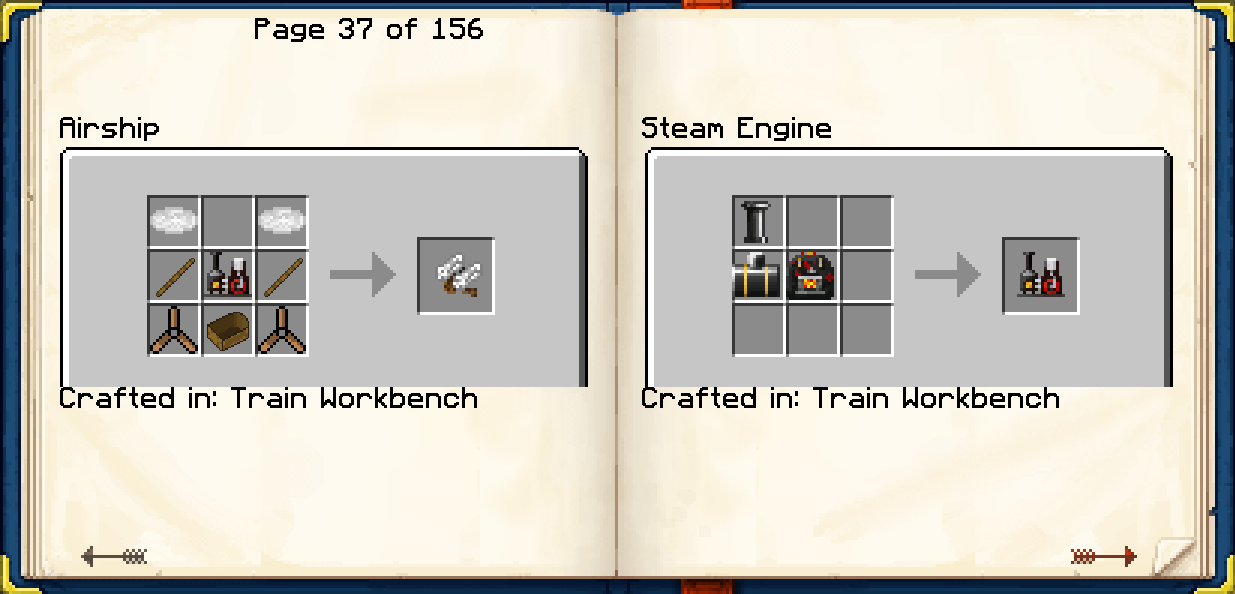 Page 37 of 156
Airship
Crafted in: Train Workbench
Steam Engine
Crafted in: Train Workbench